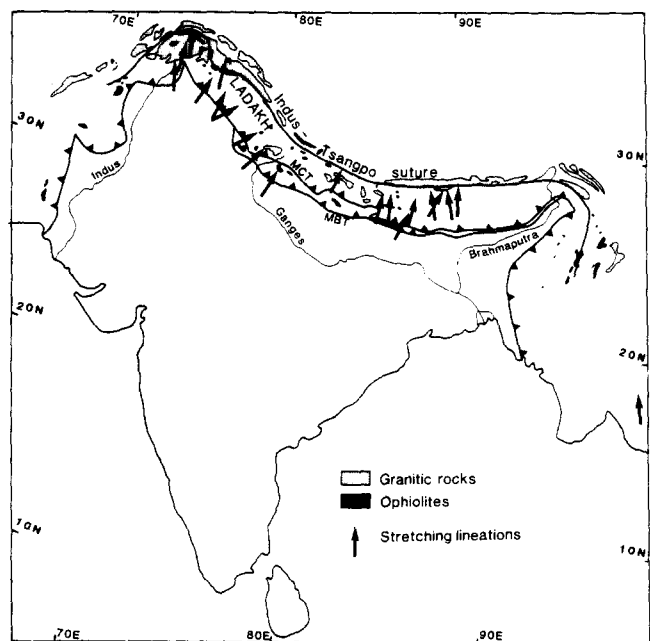 70E
80E
90E
30N
30N
LADAKH
Indus
Tsangpo
suture
Indus
MCT
MBT
Ganges
Brahmaputra
20N
20N
Granitic rocks
Ophiolites
Stretching lineations
10N
10N
70E
80E
90E